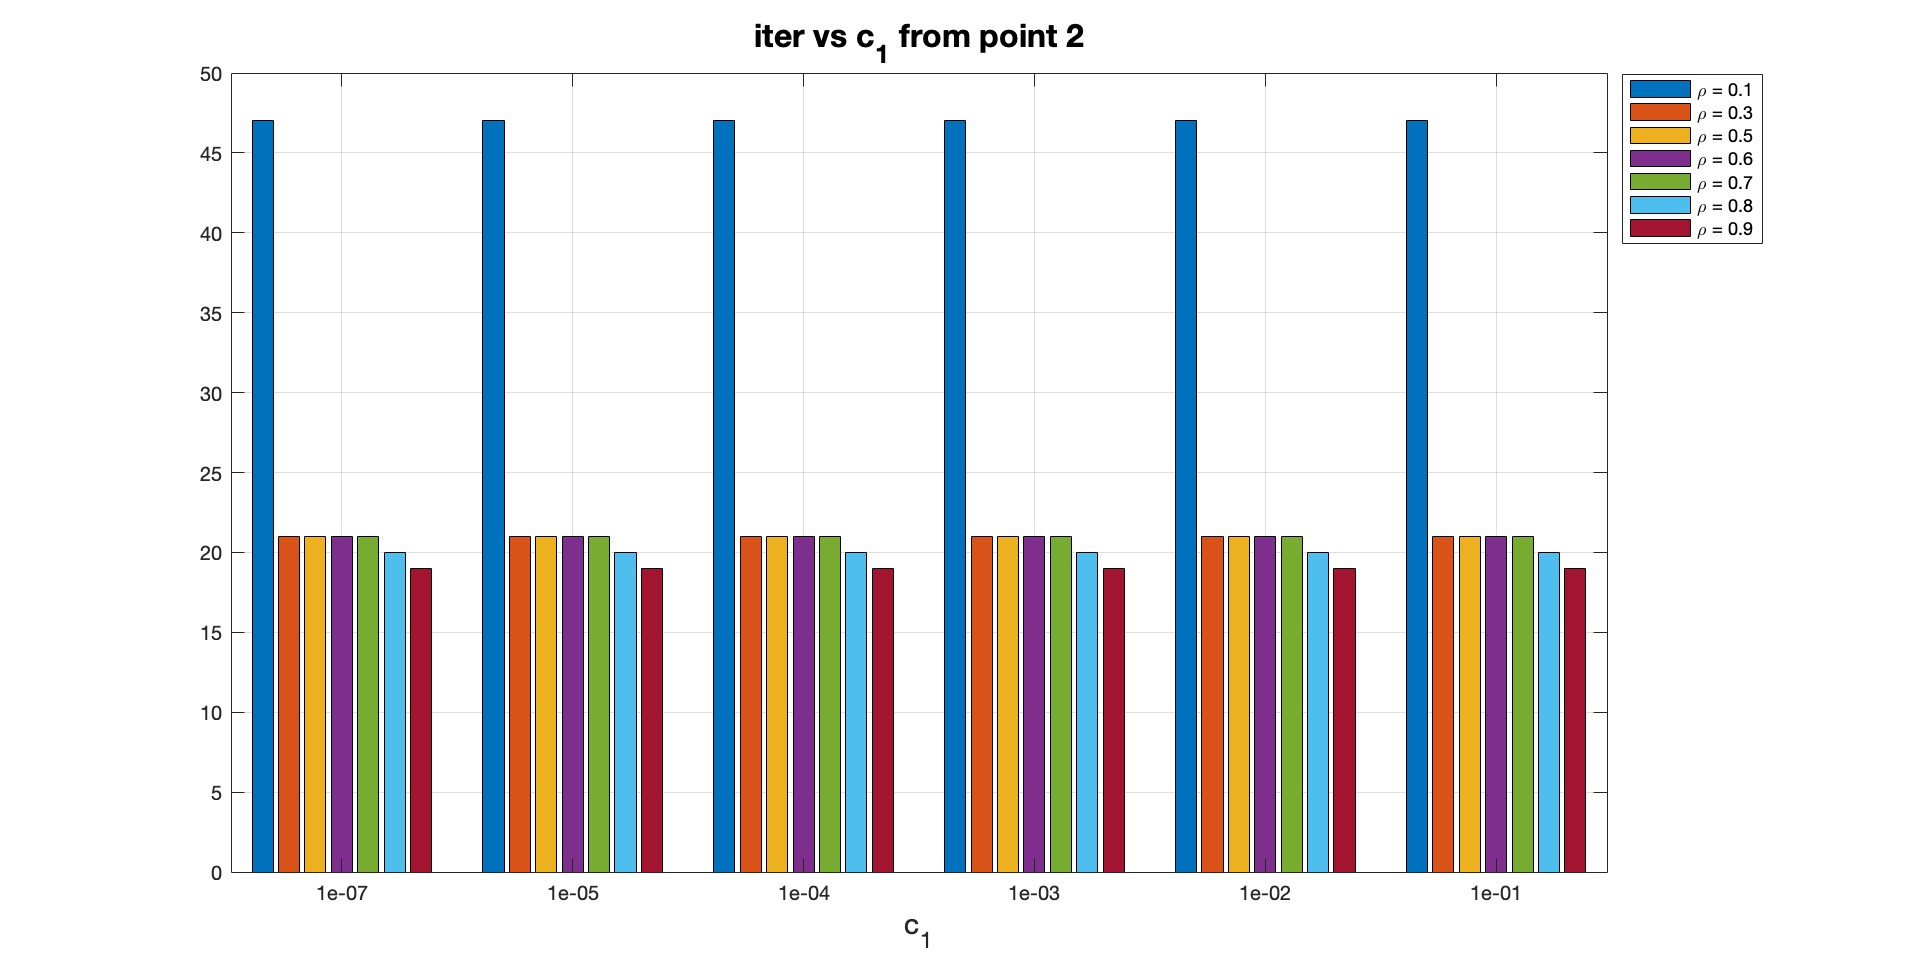 iter vs c₁ from point 2
50
45
40
35
30
25
20
15
10
5
0
1e-07 1e-05 1e-04 1e-03 1e-02 1e-01
c₁
ρ = 0.1
ρ = 0.3
ρ = 0.5
ρ = 0.6
ρ = 0.7
ρ = 0.8
ρ = 0.9